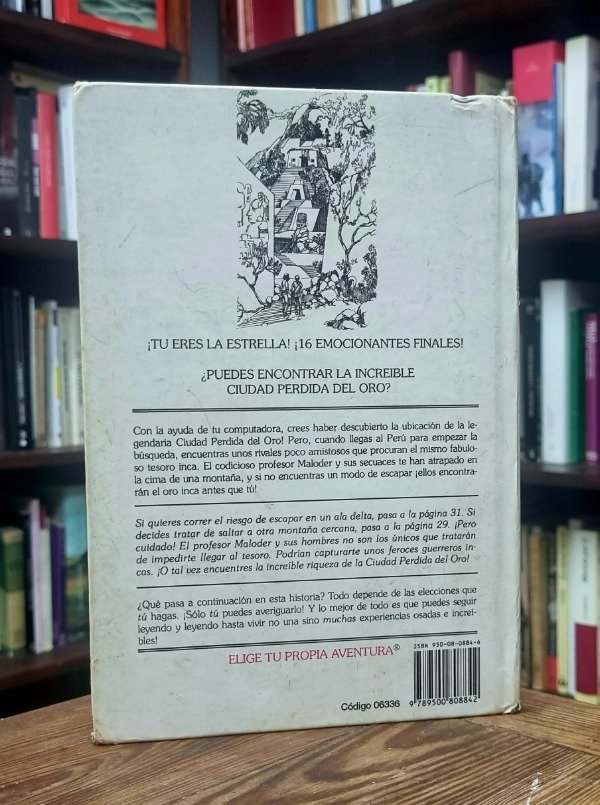 ¡TU ERES LA ESTRELLA! ¡16 EMOCIONANTES FINALES!
¿PUEDES ENCONTRAR LA INCREIBLE
CIUDAD PERDIDA DEL ORO?
Con la ayuda de tu computadora, crees haber descubierto la ubicación de la le-
gendaria Ciudad Perdida del Oro! Pero, cuando llegas al Perú para empezar la
búsqueda, encuentras unos rivales poco amistosos que procuran el mismo fabulo-
so tesoro inca. El codicioso profesor Maloder y sus secuaces te han atrapado en
la cima de una montaña, y si no encuentras un modo de escapar ¡ellos encontra-
rán el oro inca antes que tú!
Si quieres correr el riesgo de escapar en un ala delta, pasa a la página 31. Si
decides tratar de saltar a otra montaña cercana, pasa a la página 29. ¡Pero
cuidado! El profesor Maloder y sus hombres no son los únicos que tratarán
de impedirte llegar al tesoro. Podrían capturarte unos feroces guerreros in-
cas. ¡O tal vez encuentres la increíble riqueza de la Ciudad Perdida del Oro!
¿Qué pasa a continuación en esta historia? Todo depende de las elecciones que
tú hagas. ¡Sólo tú puedes averiguarlo! Y lo mejor de todo es que puedes seguir
leyendo y leyendo hasta vivir no una sino muchas experiencias osadas e increí-
bles!
ELIGE TU PROPIA AVENTURA®
ISBN 950-08-0884-6
Código 06336
9 789500 808842